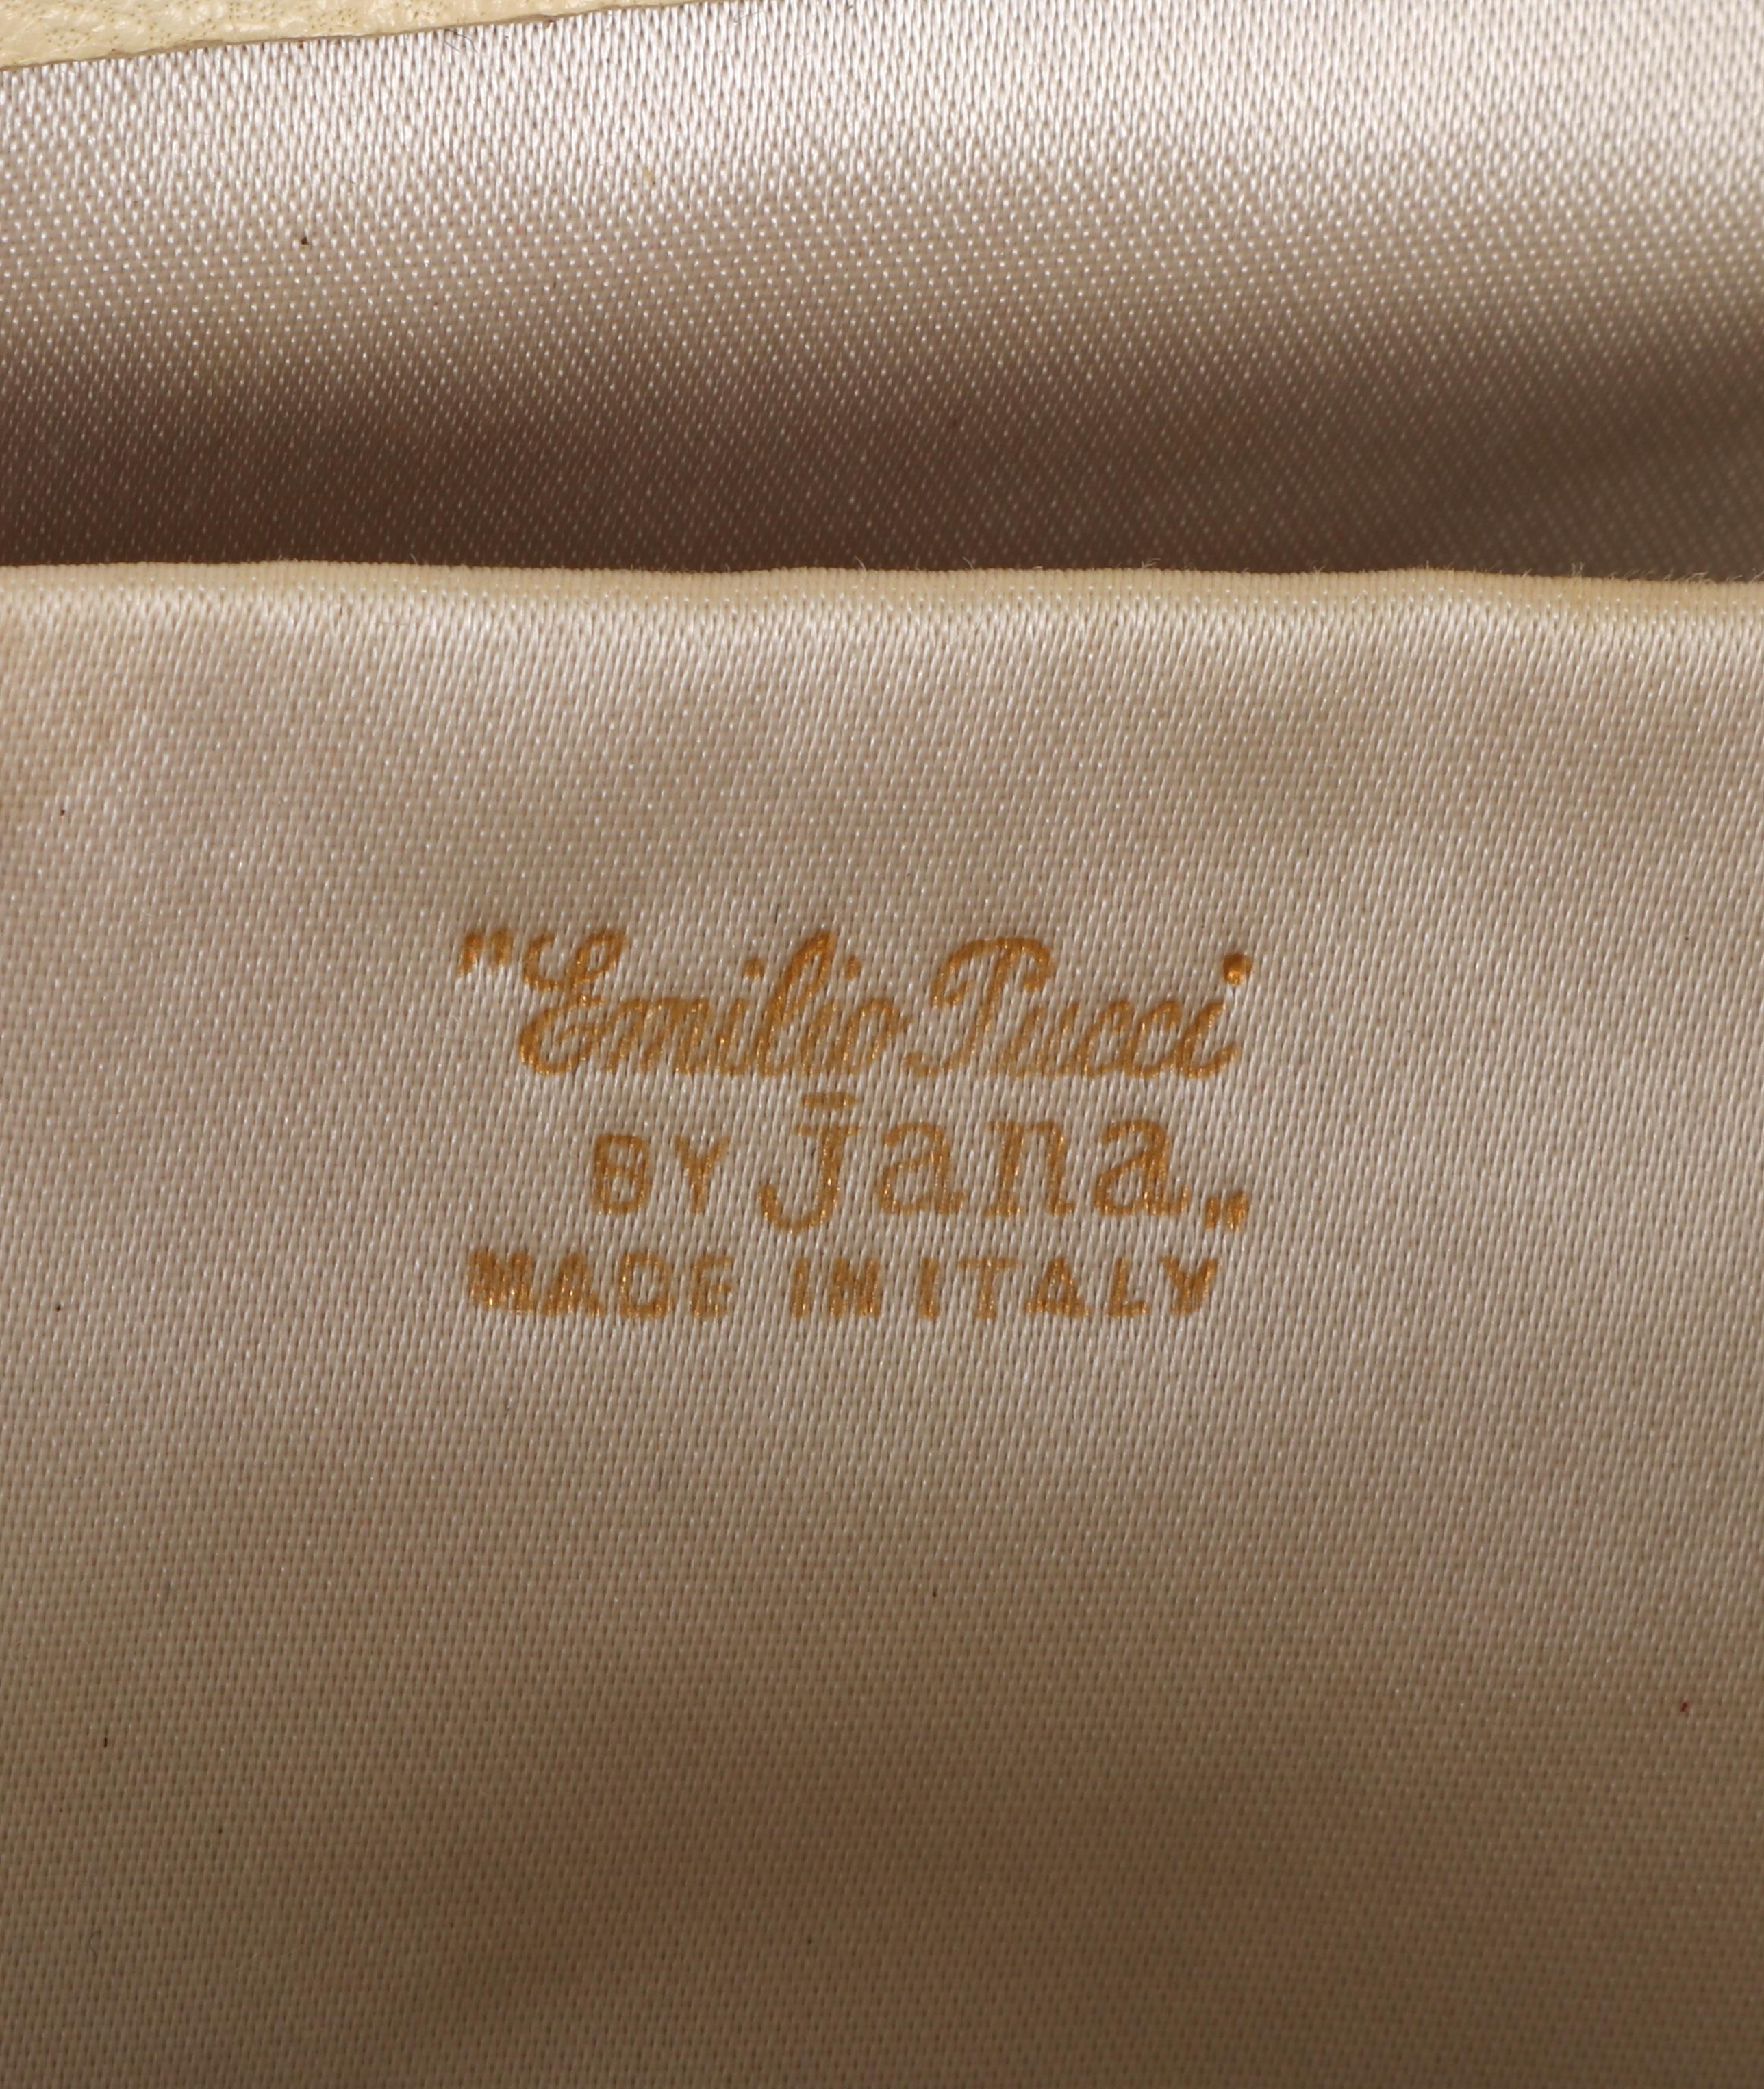 "Emilio Pucci
BY jana„
MADE IN ITALY